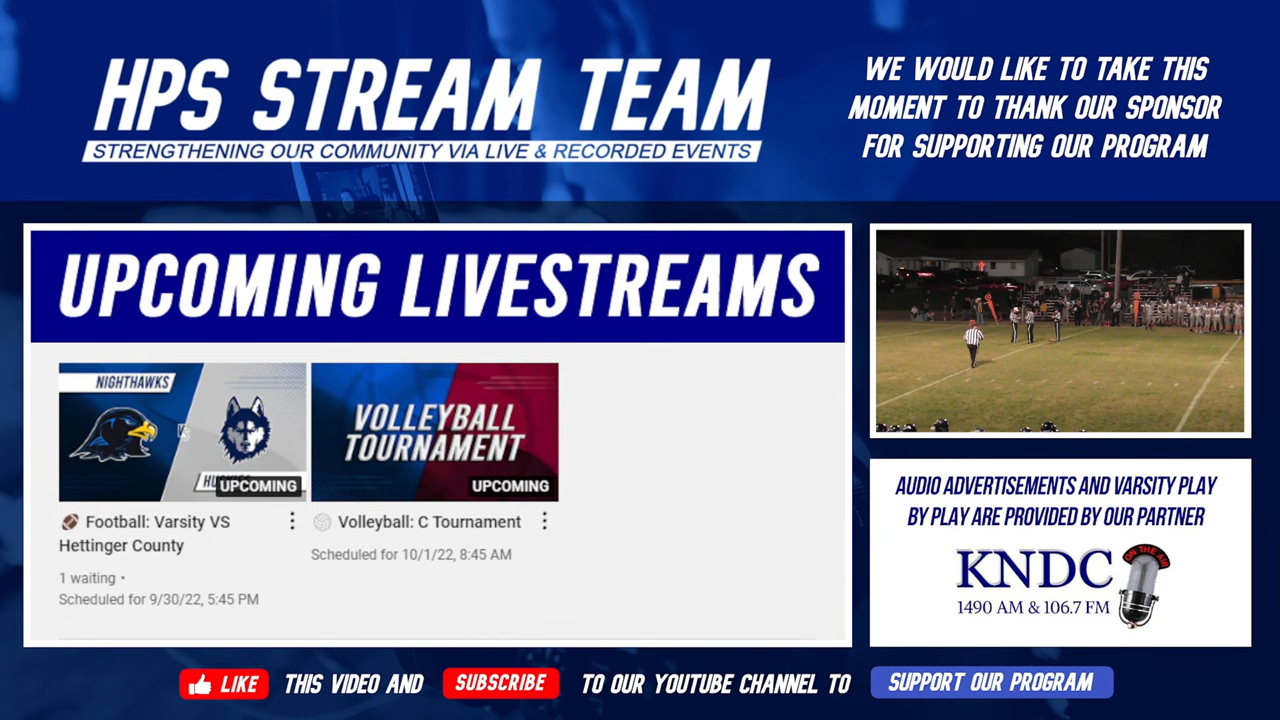 HPS STREAM TEAM
STRENGTHENING OUR COMMUNITY VIA LIVE & RECORDED EVENTS
WE WOULD LIKE TO TAKE THIS
MOMENT TO THANK OUR SPONSOR
FOR SUPPORTING OUR PROGRAM
UPCOMING LIVESTREAMS
NIGHTHAWKS
VS
UPCOMING
Football: Varsity VS
Hettinger County
1 waiting •
Scheduled for 9/30/22, 5:45 PM
VOLLEYBALL
TOURNAMENT
UPCOMING
Volleyball: C Tournament
Scheduled for 10/1/22, 8:45 AM
AUDIO ADVERTISEMENTS AND VARSITY PLAY
BY PLAY ARE PROVIDED BY OUR PARTNER
KNDC
ON THE AIR
1490 AM & 106.7 FM
LIKE THIS VIDEO AND SUBSCRIBE TO OUR YOUTUBE CHANNEL TO SUPPORT OUR PROGRAM